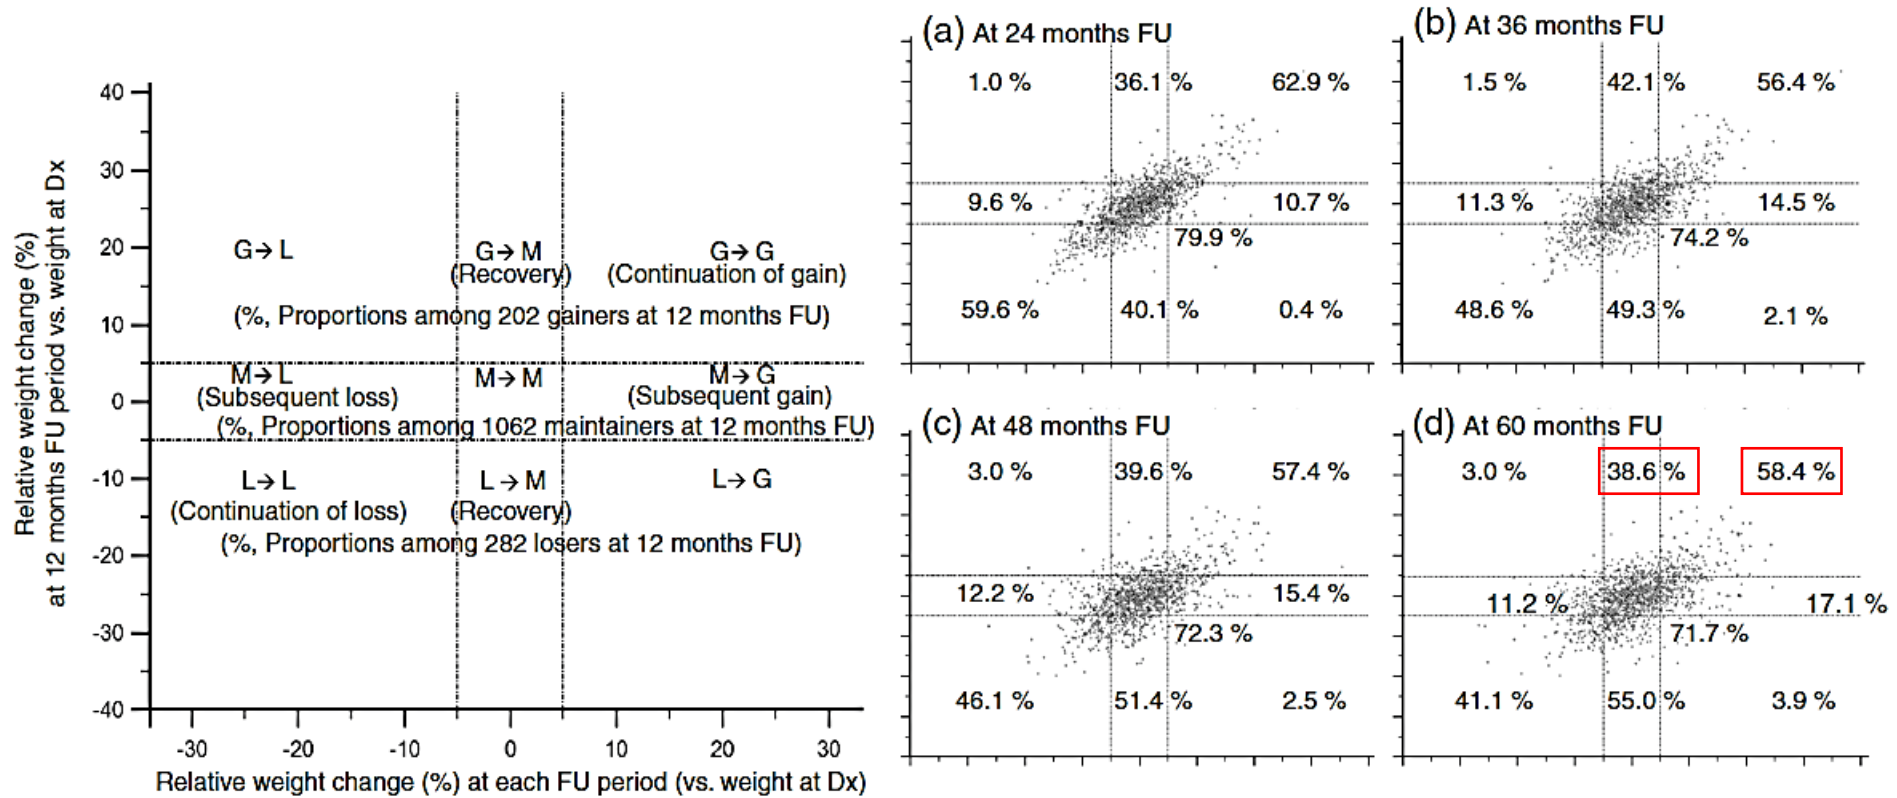 Relative weight change (%)
at 12 months FU period vs. weight at Dx
40
30
20
10
0
-10
-20
-30
-40
G→L
G→M
G→G
(Recovery)
(Continuation of gain)
(%, Proportions among 202 gainers at 12 months FU)
M→L
M→M
M→G
(Subsequent loss)
(Subsequent gain)
(%, Proportions among 1062 maintainers at 12 months FU)
L→L
L→M
L→G
(Continuation of loss)
(Recovery)
(%, Proportions among 282 losers at 12 months FU)
-30 -20 -10 0 10 20 30
Relative weight change (%) at each FU period (vs. weight at Dx)
(a) At 24 months FU
1.0 % 36.1 % 62.9 %
9.6 % 10.7 %
79.9 %
59.6 % 40.1 % 0.4 %
(b) At 36 months FU
1.5 % 42.1 % 56.4 %
11.3 % 14.5 %
74.2 %
48.6 % 49.3 % 2.1 %
(c) At 48 months FU
3.0 % 39.6 % 57.4 %
12.2 % 15.4 %
72.3 %
46.1 % 51.4 % 2.5 %
(d) At 60 months FU
3.0 % 38.6 % 58.4 %
11.2 % 17.1 %
71.7 %
41.1 % 55.0 % 3.9 %